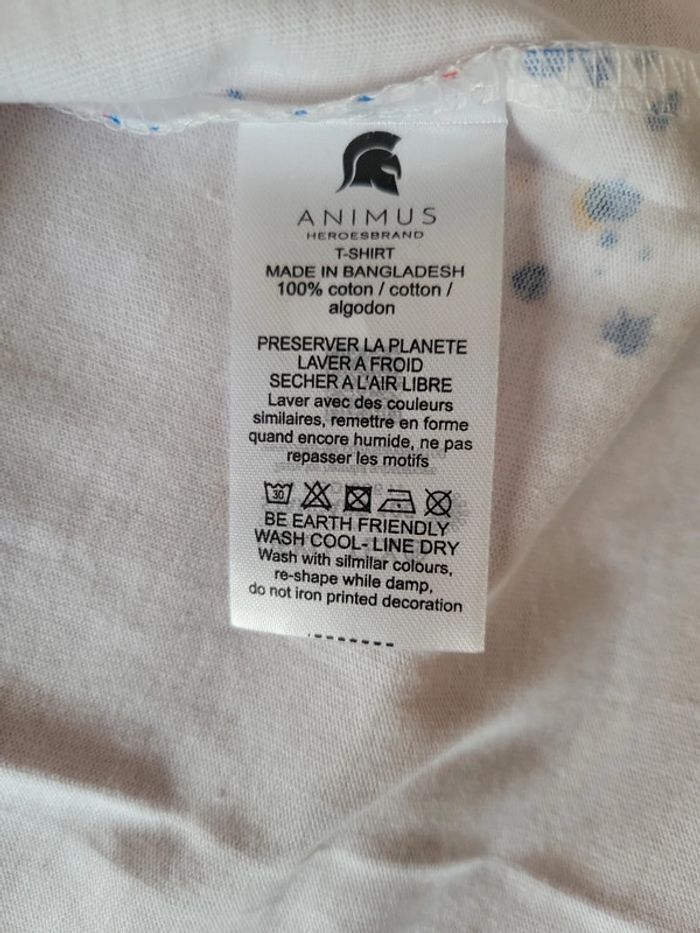 ANIMUS
HEROESBRAND
T-SHIRT
MADE IN BANGLADESH
100% coton / cotton /
algodon
PRESERVER LA PLANETE
LAVER A FROID
SECHER A L'AIR LIBRE
Laver avec des couleurs
similaires, remettre en forme
quand encore humide, ne pas
repasser les motifs
30
BE EARTH FRIENDLY
WASH COOL- LINE DRY
Wash with silmilar colours,
re-shape while damp,
do not iron printed decoration